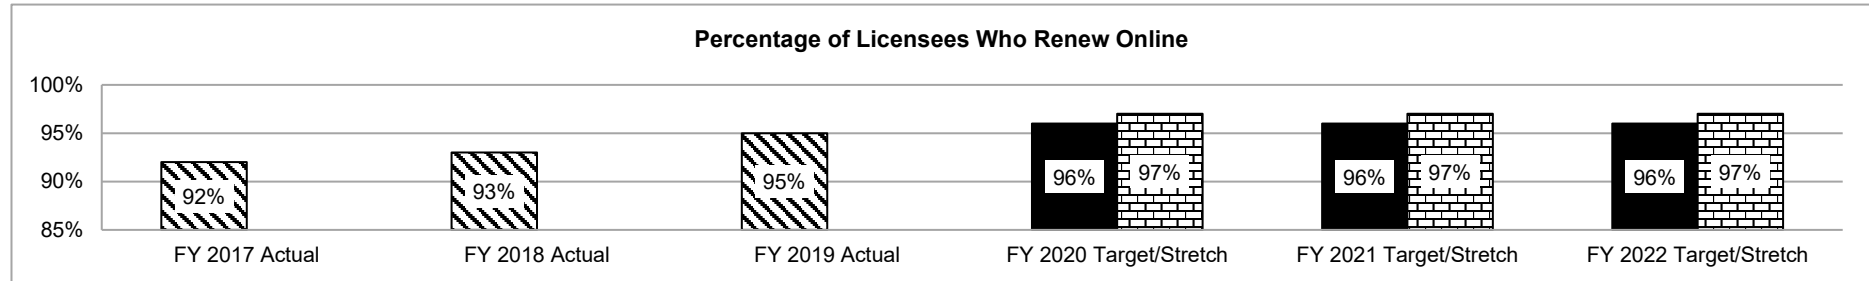 Percentage of Licensees Who Renew Online
100%
95%
90%
85%
92%
93%
95%
96%
97%
96%
97%
96%
97%
FY 2017 Actual
FY 2018 Actual
FY 2019 Actual
FY 2020 Target/Stretch
FY 2021 Target/Stretch
FY 2022 Target/Stretch